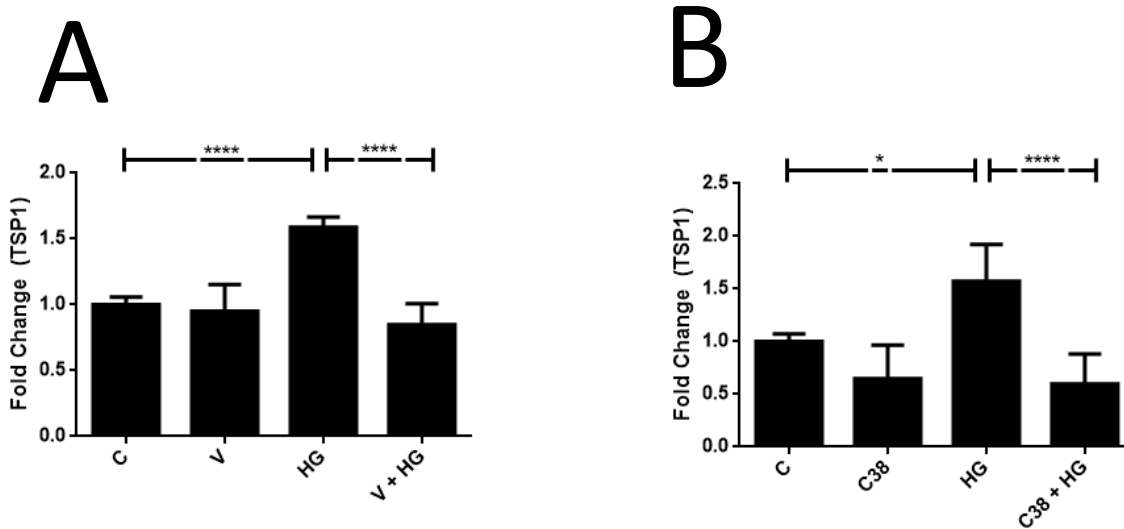 A
**** ****
2.0
1.5
1.0
0.5
0.0
Fold Change (TSP1)
C V HG V + HG
B
* ****
2.5
2.0
1.5
1.0
0.5
0.0
Fold Change (TSP1)
C C38 HG C38 + HG